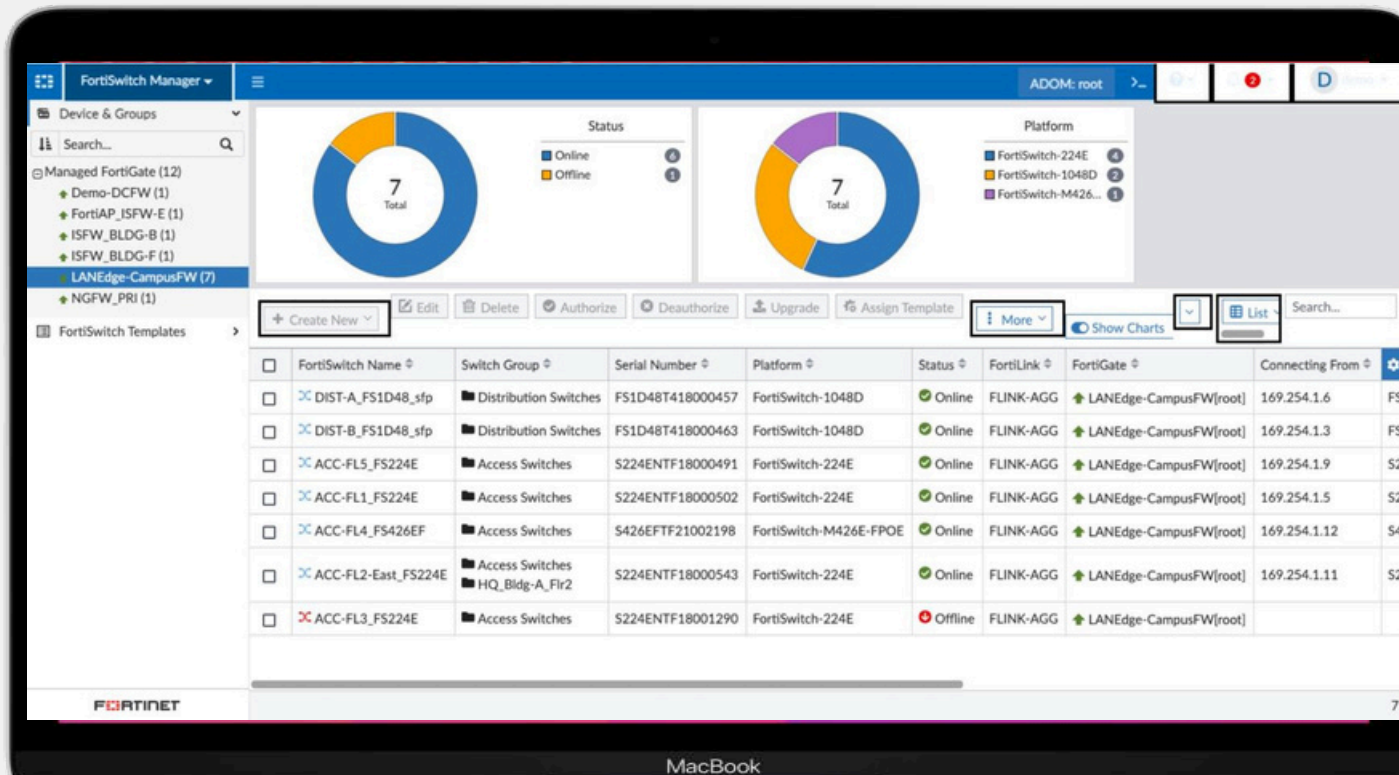 FortiSwitch Manager
ADOM: root
>_
2
D
Device & Groups
Search...
Managed FortiGate (12)
Demo-DCFW (1)
FortiAP_ISFW-E (1)
ISFW_BLDG-B (1)
ISFW_BLDG-F (1)
LANEdge-CampusFW (7)
NGFW_PRI (1)
FortiSwitch Templates
7
Total
Status
Online 6
Offline 1
7
Total
Platform
FortiSwitch-224E 4
FortiSwitch-1048D 2
FortiSwitch-M426... 1
+ Create New Edit Delete Authorize Deauthorize Upgrade Assign Template More Show Charts List Search...
FortiSwitch Name Switch Group Serial Number Platform Status FortiLink FortiGate Connecting From
DIST-A_FS1D48_sfp Distribution Switches FS1D48T418000457 FortiSwitch-1048D Online FLINK-AGG LANEdge-CampusFW[root] 169.254.1.6 FS
DIST-B_FS1D48_sfp Distribution Switches FS1D48T418000463 FortiSwitch-1048D Online FLINK-AGG LANEdge-CampusFW[root] 169.254.1.3 FS
ACC-FL5_FS224E Access Switches S224ENTF18000491 FortiSwitch-224E Online FLINK-AGG LANEdge-CampusFW[root] 169.254.1.9 S2
ACC-FL1_FS224E Access Switches S224ENTF18000502 FortiSwitch-224E Online FLINK-AGG LANEdge-CampusFW[root] 169.254.1.5 S2
ACC-FL4_FS426EF Access Switches S426EFTF21002198 FortiSwitch-M426E-FPOE Online FLINK-AGG LANEdge-CampusFW[root] 169.254.1.12 S4
ACC-FL2-East_FS224E Access Switches S224ENTF18000543 FortiSwitch-224E Online FLINK-AGG LANEdge-CampusFW[root] 169.254.1.11 S2
HQ_Bldg-A_Flr2
ACC-FL3_FS224E Access Switches S224ENTF18001290 FortiSwitch-224E Offline FLINK-AGG LANEdge-CampusFW[root]
FORTINET
7
MacBook